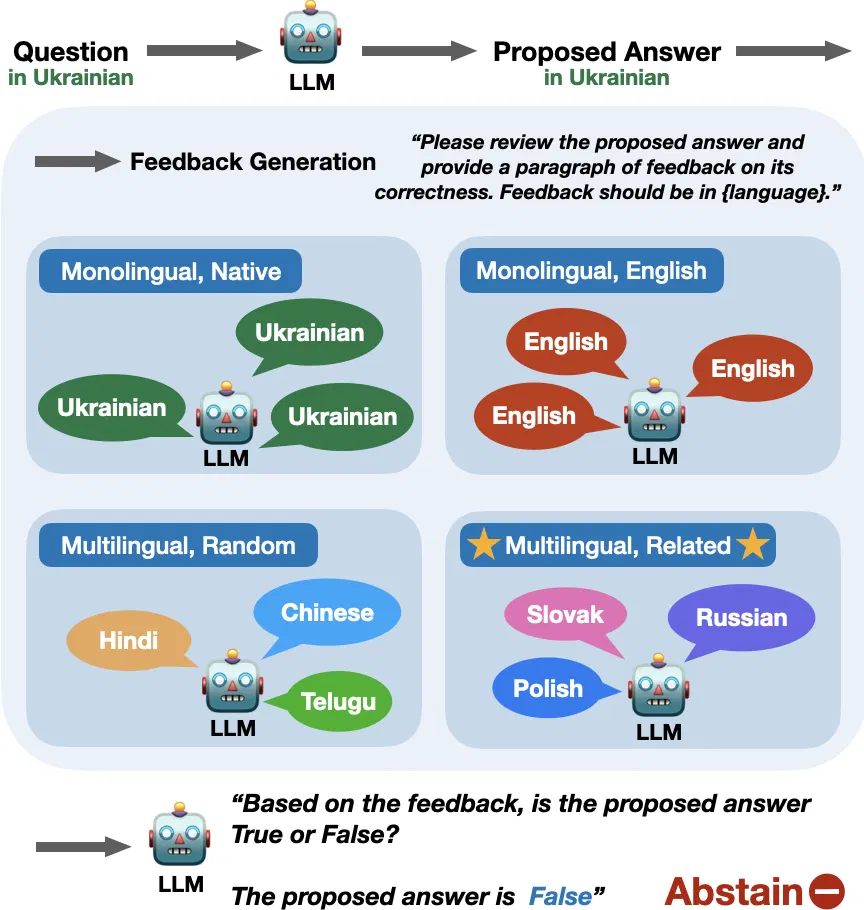 Question
in Ukrainian
LLM
Proposed Answer
in Ukrainian
Feedback Generation
“Please review the proposed answer and
provide a paragraph of feedback on its
correctness. Feedback should be in {language}.”
Monolingual, Native
Ukrainian
Ukrainian
Ukrainian
LLM
Monolingual, English
English
English
English
LLM
Multilingual, Random
Hindi
Chinese
Telugu
LLM
Multilingual, Related
Slovak
Russian
Polish
LLM
LLM
“Based on the feedback, is the proposed answer
True or False?
The proposed answer is False”
Abstain